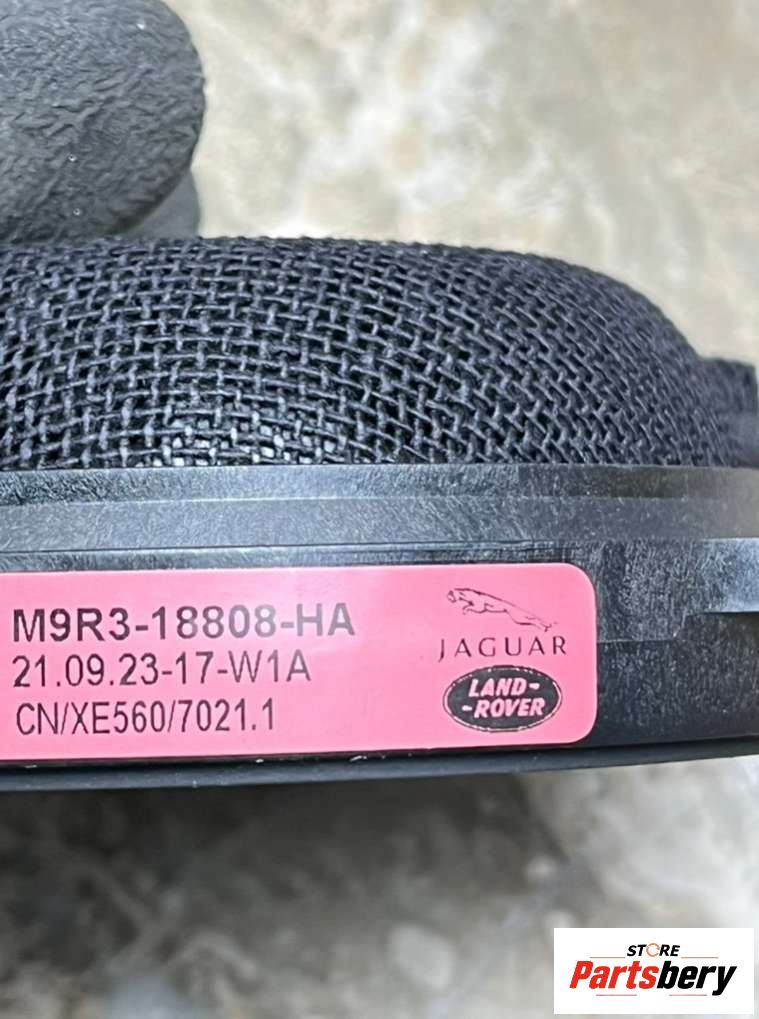 M9R3-18808-HA
21.09.23-17-W1A
CN/XE560/7021.1
JAGUAR
LAND-
-ROVER
STORE
Partsbery